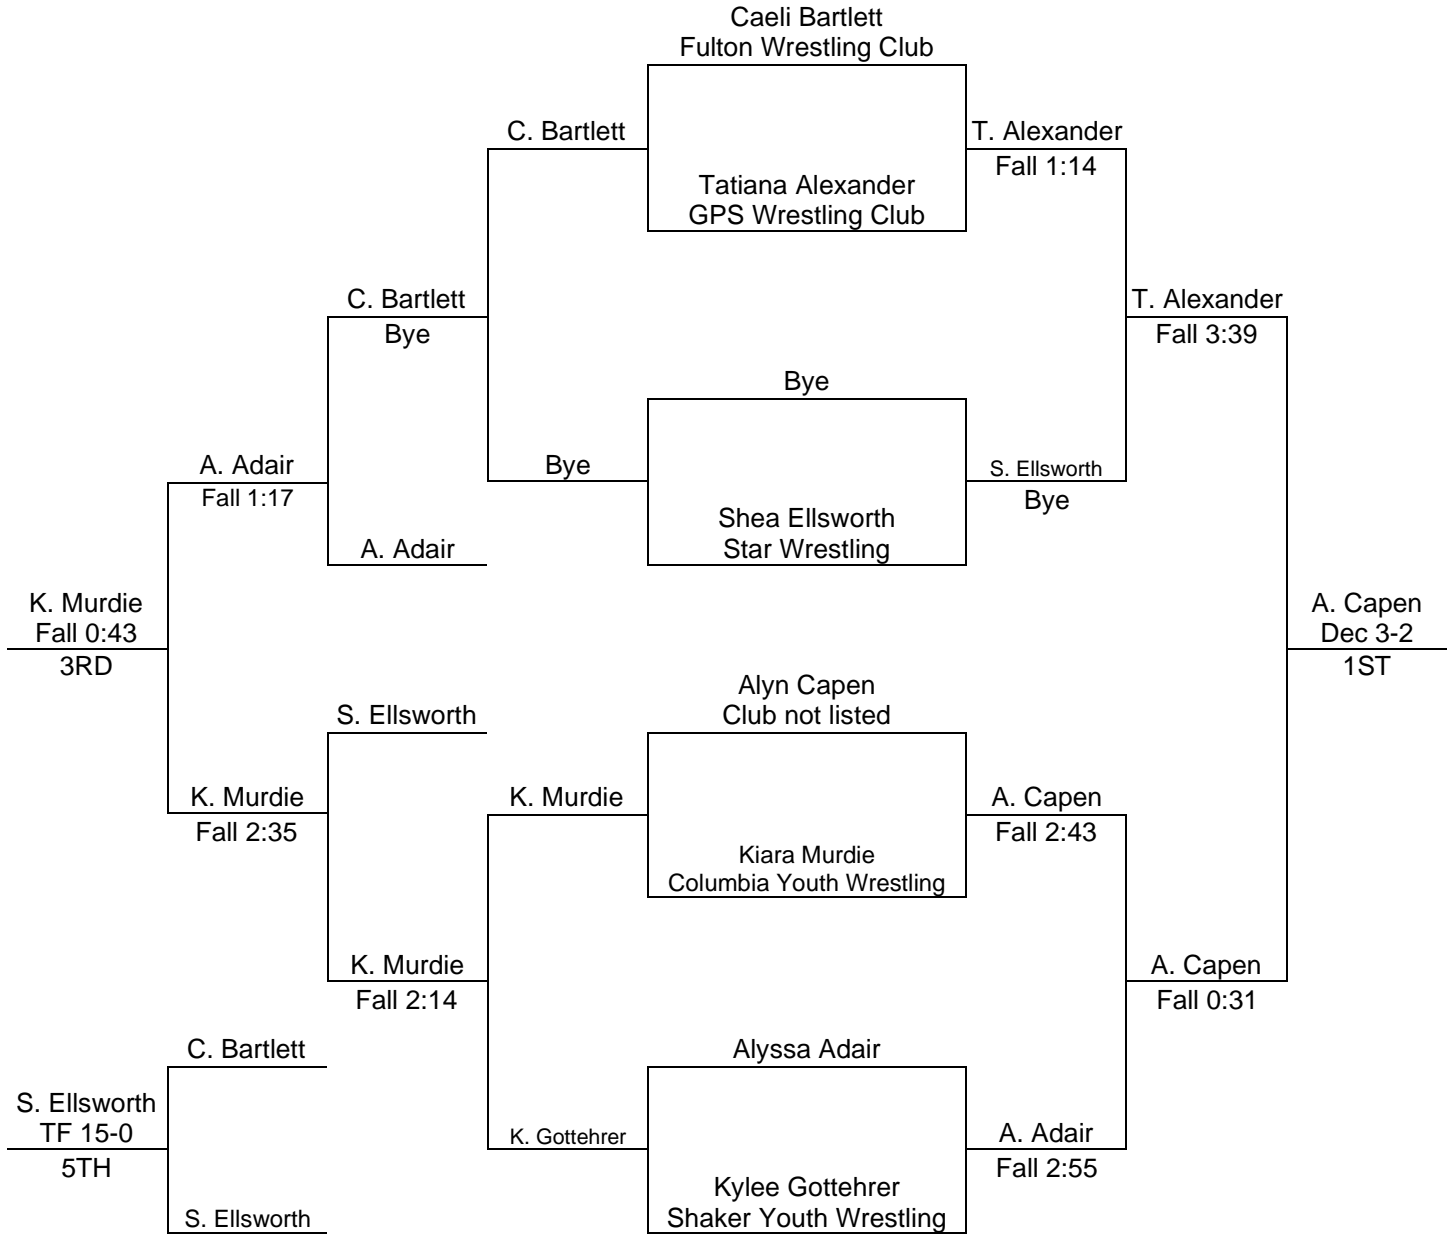 Caeli Bartlett
Fulton Wrestling Club
C. Bartlett
T. Alexander
Fall 1:14
Tatiana Alexander
GPS Wrestling Club
C. Bartlett
Bye
T. Alexander
Fall 3:39
Bye
A. Adair
Fall 1:17
Bye
S. Ellsworth
Bye
Shea Ellsworth
Star Wrestling
A. Adair
K. Murdie
Fall 0:43
3RD
A. Capen
Dec 3-2
1ST
Alyn Capen
Club not listed
S. Ellsworth
K. Murdie
Fall 2:35
K. Murdie
A. Capen
Fall 2:43
Kiara Murdie
Columbia Youth Wrestling
K. Murdie
Fall 2:14
A. Capen
Fall 0:31
C. Bartlett
Alyssa Adair
S. Ellsworth
TF 15-0
5TH
K. Gottehrer
A. Adair
Fall 2:55
Kylee Gottehrer
Shaker Youth Wrestling
S. Ellsworth